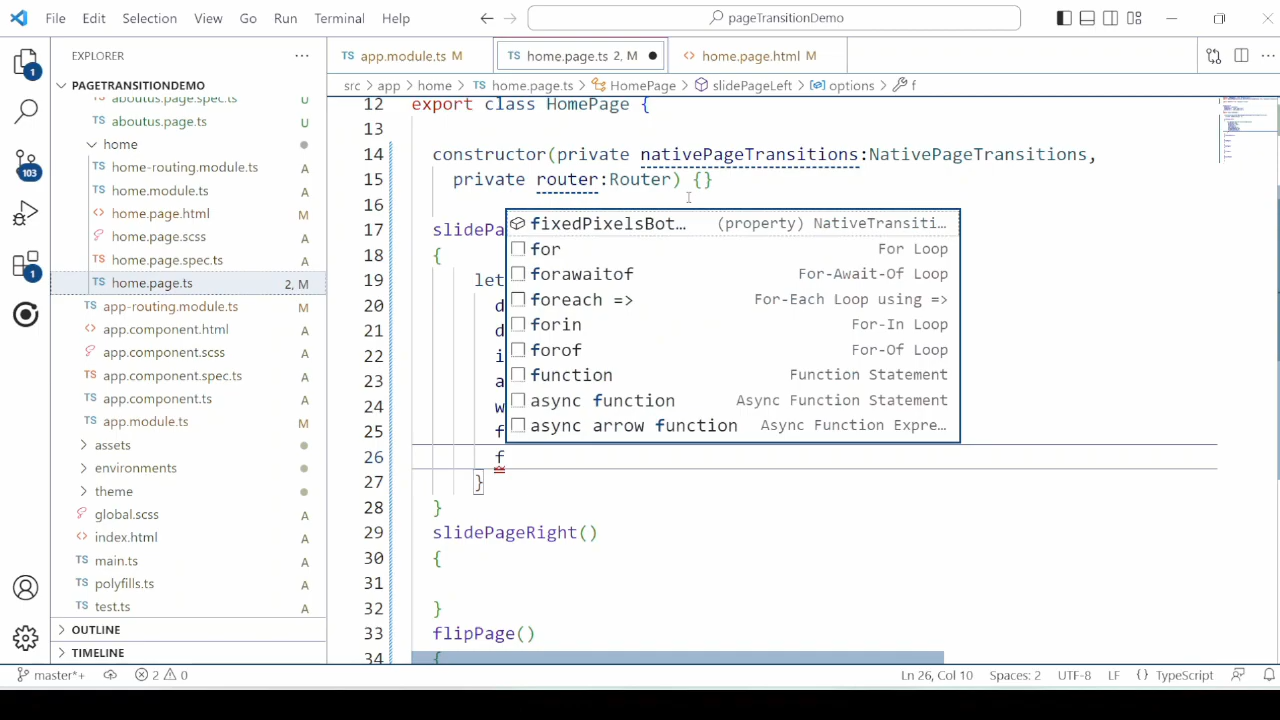 File Edit Selection View Go Run Terminal Help
pageTransitionDemo
EXPLORER
app.module.ts M
home.page.ts 2, M
home.page.html M
src > app > home > home.page.ts > HomePage > slidePageLeft > options > f
PAGETRANSITIONDEMO
aboutus.page.spec.ts U
aboutus.page.ts U
home
home-routing.module.ts A
home.module.ts A
home.page.html M
home.page.scss A
home.page.spec.ts A
home.page.ts 2, M
app-routing.module.ts M
app.component.html A
app.component.scss A
app.component.spec.ts A
app.component.ts A
app.module.ts M
assets
environments
theme
global.scss A
index.html A
main.ts A
polyfills.ts A
test.ts A
OUTLINE
TIMELINE
1
103
2
12 export class HomePage {
13
14 constructor(private nativePageTransitions:NativePageTransitions,
15 private router:Router) {}
16
17 slidePa
18 {
19 let
20 d
21 d
22 i
23 a
24 w
25 f
26 f
27 }
28 }
29 slidePageRight()
30 {
31
32 }
33 flipPage()
34 {
fixedPixelsBot… (property) NativeTransiti…
for For Loop
forawaitof For-Await-Of Loop
foreach => For-Each Loop using =>
forin For-In Loop
forof For-Of Loop
function Function Statement
async function Async Function Statement
async arrow function Async Function Expre…
master*+ 2 0 Ln 26, Col 10 Spaces: 2 UTF-8 LF {} TypeScript